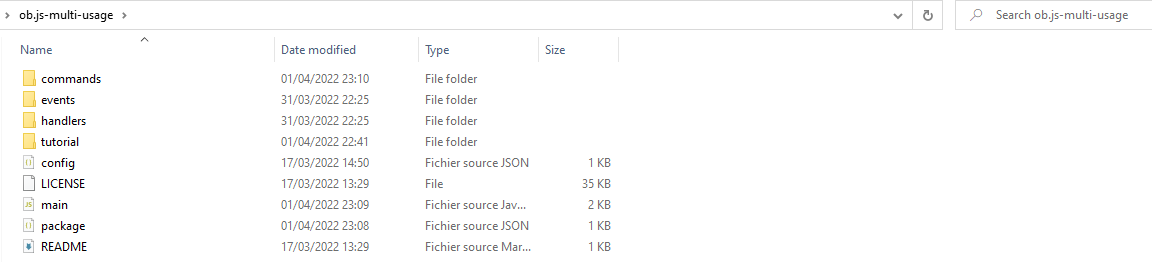 ob.js-multi-usage
Search ob.js-multi-usage
Name Date modified Type Size
commands 01/04/2022 23:10 File folder
events 31/03/2022 22:25 File folder
handlers 31/03/2022 22:25 File folder
tutorial 01/04/2022 22:41 File folder
config 17/03/2022 14:50 Fichier source JSON 1 KB
LICENSE 17/03/2022 13:29 File 35 KB
main 01/04/2022 23:09 Fichier source Jav... 2 KB
package 01/04/2022 23:08 Fichier source JSON 1 KB
README 17/03/2022 13:29 Fichier source Mar... 1 KB